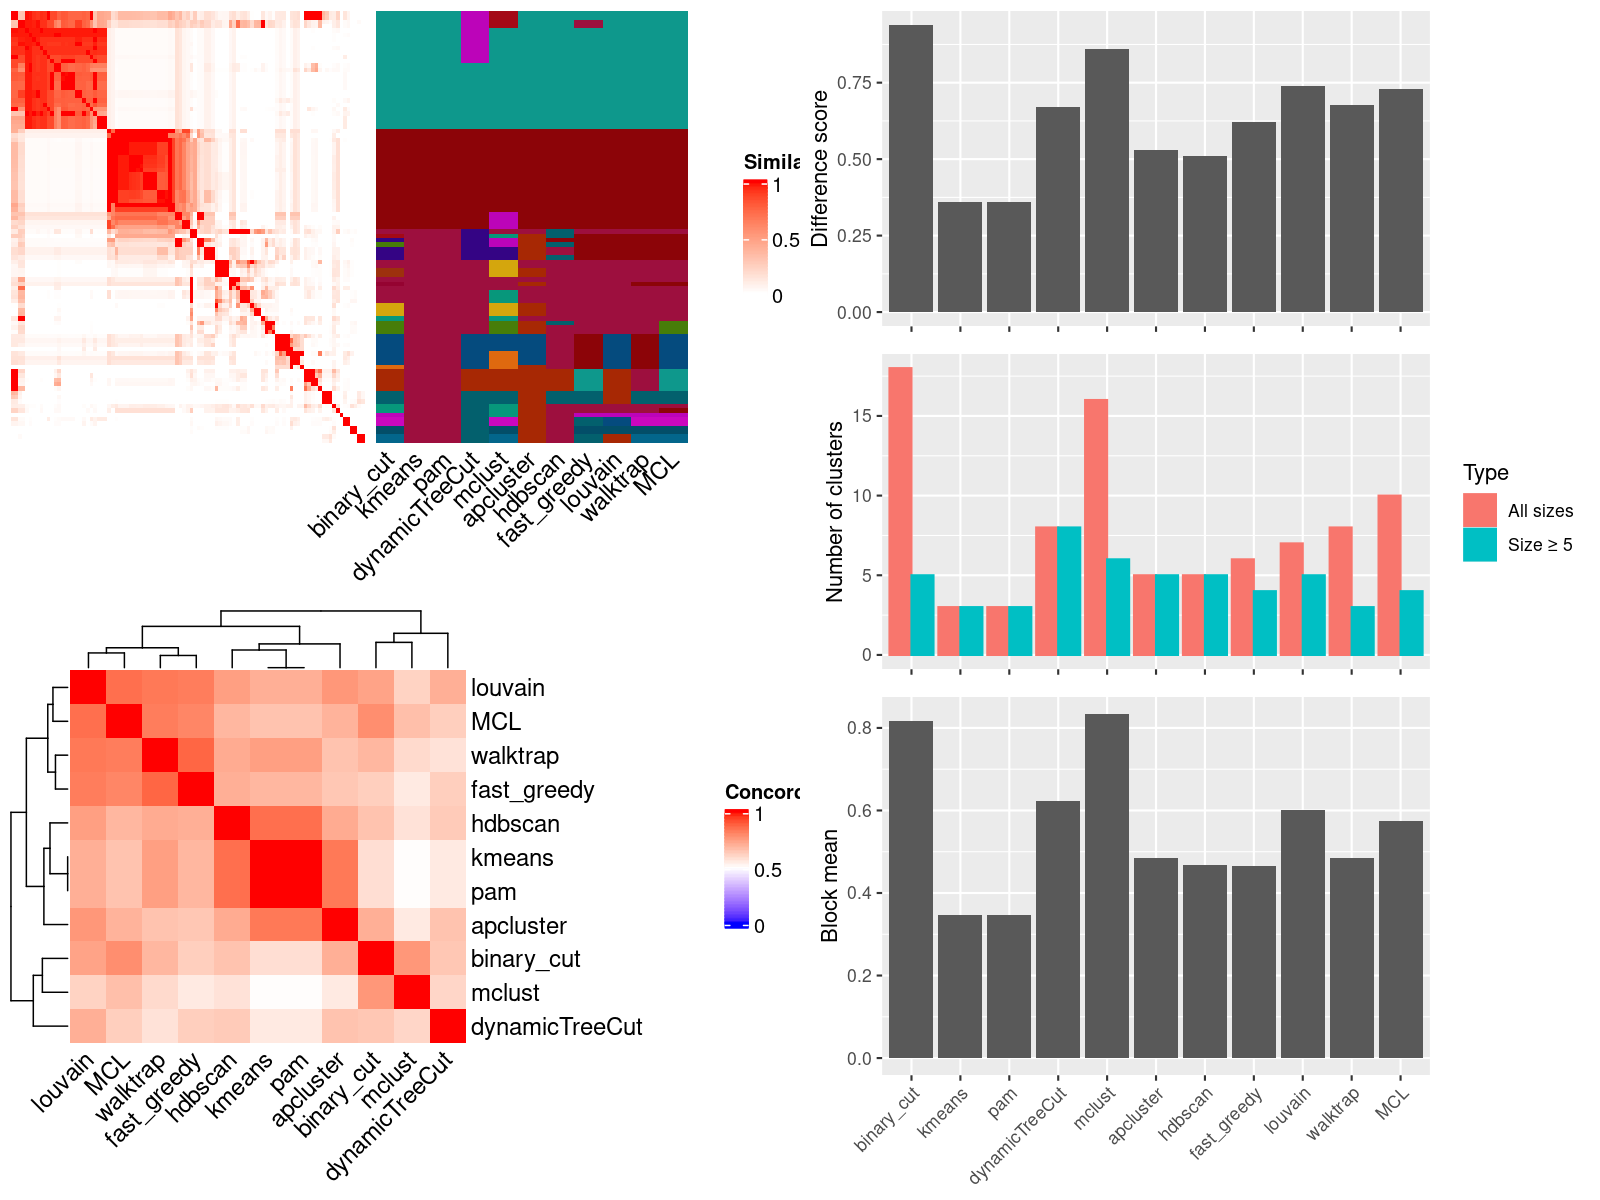 Simila
1
0.5
0
binary_cut
kmeans
pam
dynamicTreeCut
mclust
apcluster
hdbscan
fast_greedy
louvain
walktrap
MCL
louvain
MCL
walktrap
fast_greedy
hdbscan
kmeans
pam
apcluster
binary_cut
mclust
dynamicTreeCut
louvain
MCL
walktrap
fast_greedy
hdbscan
kmeans
pam
apcluster
binary_cut
mclust
dynamicTreeCut
Concord
1
0.5
0
Difference score
0.75
0.50
0.25
0.00
Number of clusters
15
10
5
0
Type
All sizes
Size ≥ 5
Block mean
0.8
0.6
0.4
0.2
0.0
binary_cut
kmeans
pam
dynamicTreeCut
mclust
apcluster
hdbscan
fast_greedy
louvain
walktrap
MCL